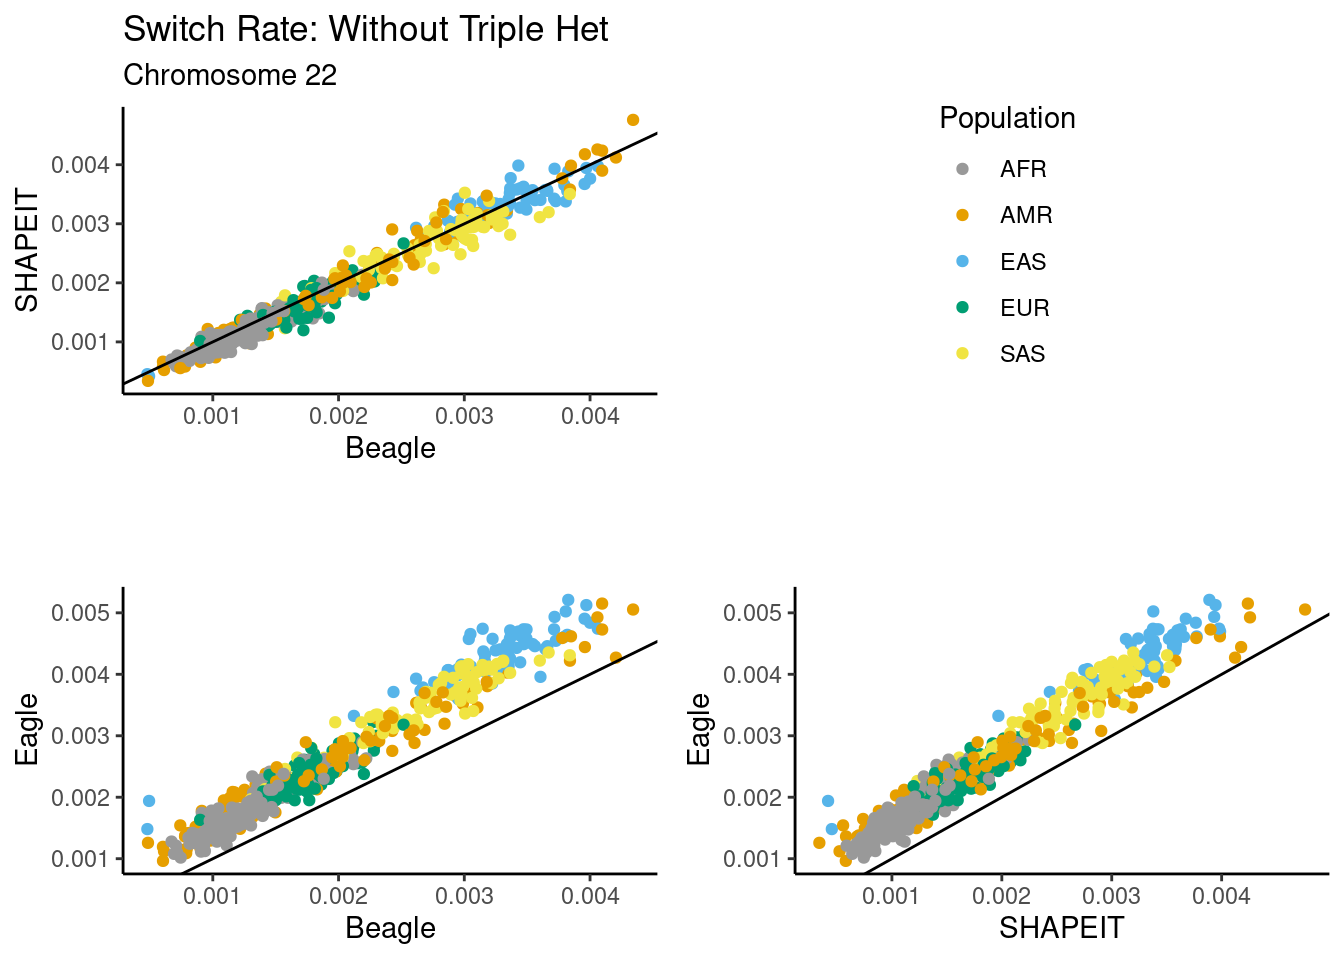 Switch Rate: Without Triple Het
Chromosome 22
SHAPEIT
0.004
0.003
0.002
0.001
0.001 0.002 0.003 0.004
Beagle
Population
AFR
AMR
EAS
EUR
SAS
Eagle
0.005
0.004
0.003
0.002
0.001
0.001 0.002 0.003 0.004
Beagle
Eagle
0.005
0.004
0.003
0.002
0.001
0.001 0.002 0.003 0.004
SHAPEIT